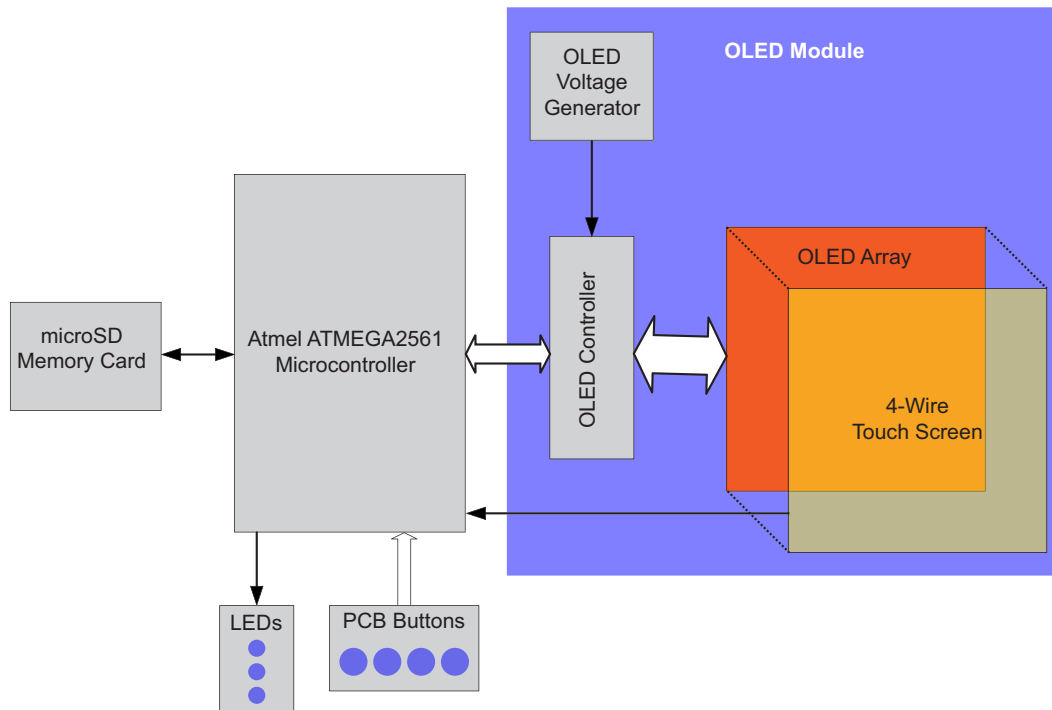 OLED Module
OLED
Voltage
Generator
OLED Array
microSD
Memory Card
Atmel ATMEGA2561
Microcontroller
OLED Controller
4-Wire
Touch Screen
LEDs
PCB Buttons